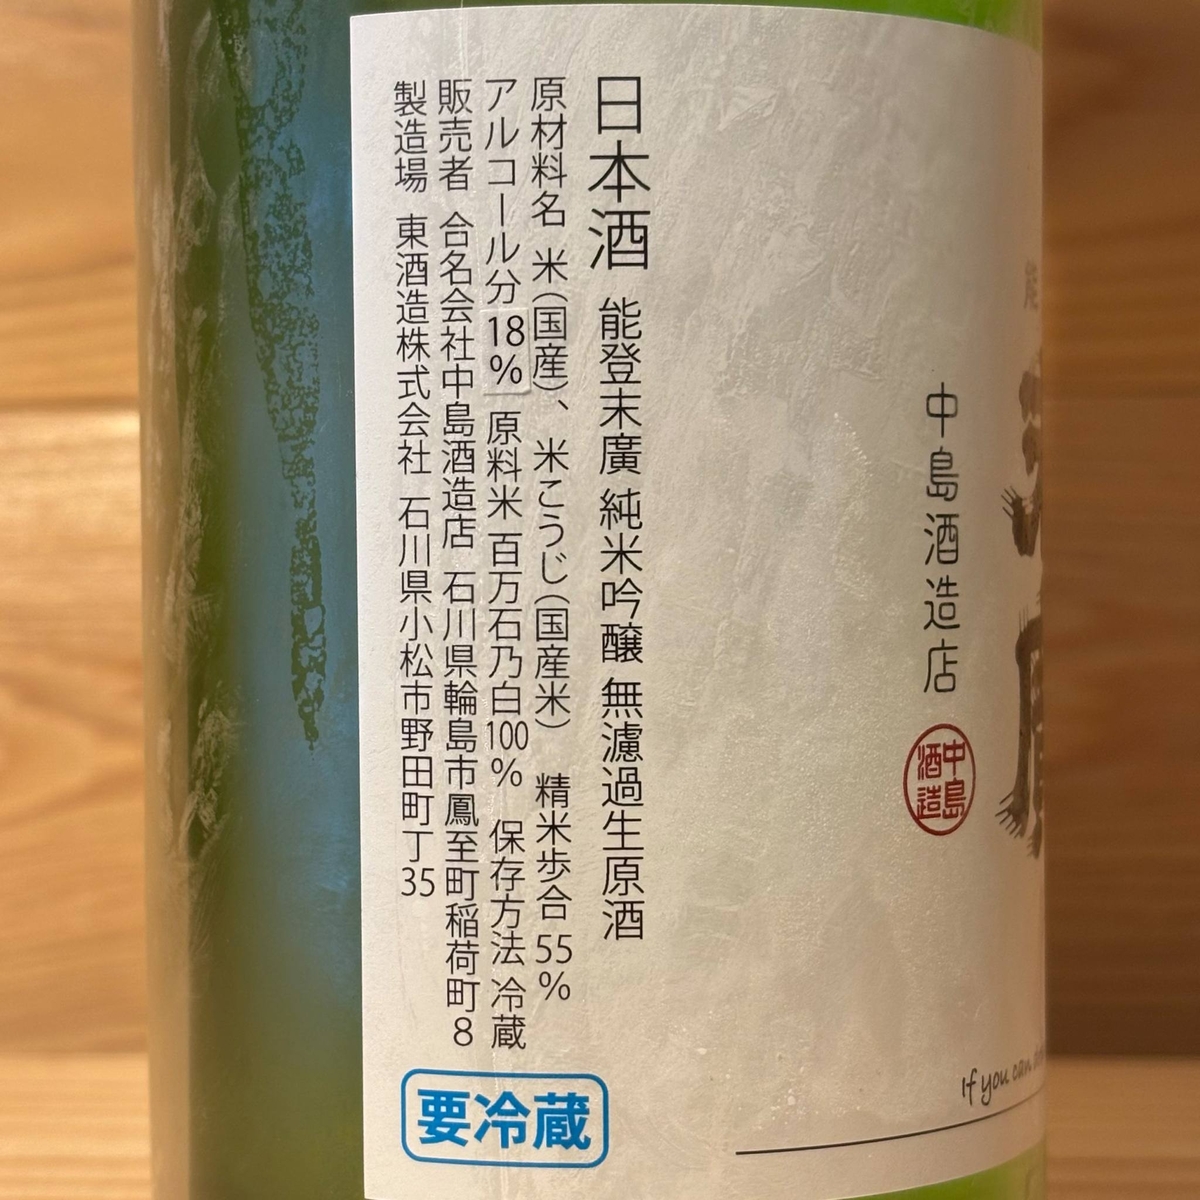 中島酒造店
中島
酒造
If you can
日本酒 能登末廣 純米吟醸 無濾過生原酒
原材料名 米(国産)、米こうじ(国産米) 精米歩合 55%
アルコール分 18% 原料米 百万石乃白100% 保存方法 冷蔵
販売者 合名会社中島酒造店 石川県輪島市鳳至町稲荷町8
製造場 東酒造株式会社 石川県小松市野田町丁35
要冷蔵